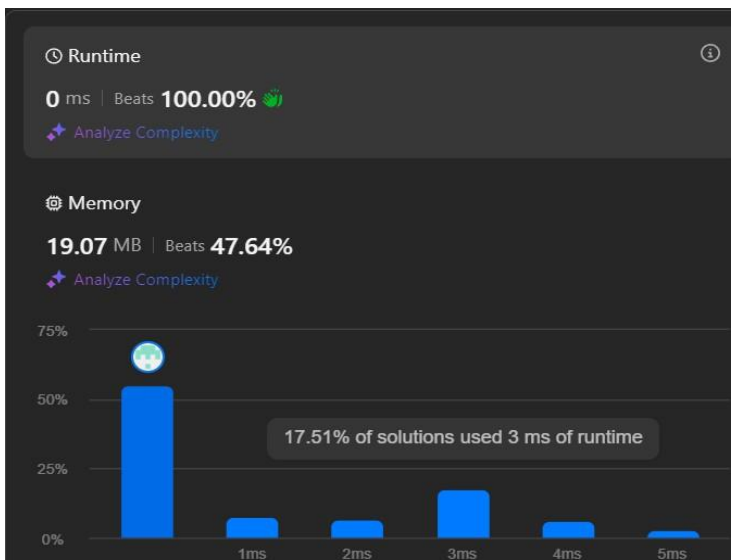 Runtime
0 ms | Beats 100.00%
Analyze Complexity
Memory
19.07 MB | Beats 47.64%
Analyze Complexity
75%
50%
17.51% of solutions used 3 ms of runtime
25%
0%
1ms 2ms 3ms 4ms 5ms